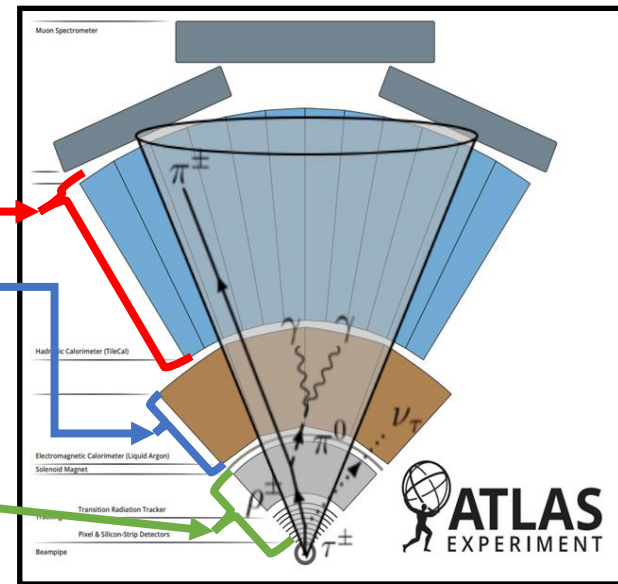 Muon Spectrometer
π±
γ γ
Hadronic Calorimeter (TileCal)
ν_τ
π⁰
Electromagnetic Calorimeter (Liquid Argon)
Solenoid Magnet
ρ±
ATLAS
EXPERIMENT
Transition Radiation Tracker
Pixel & Silicon-Strip Detectors
τ±
Beampipe